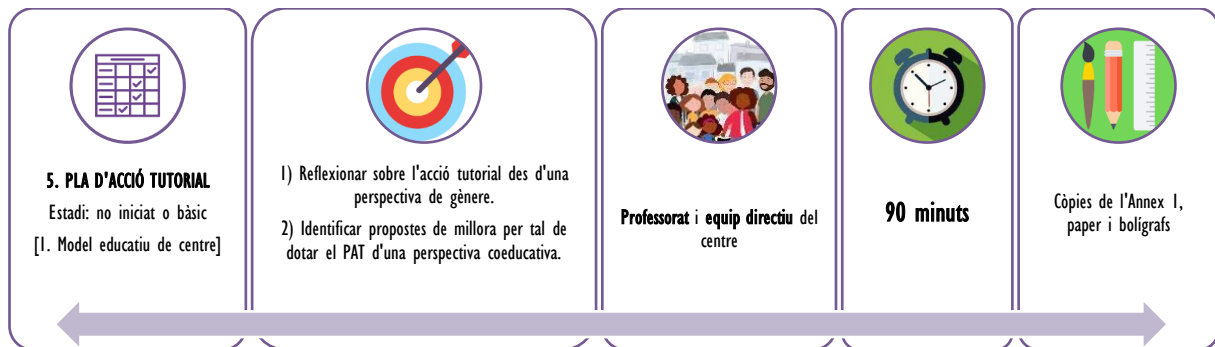 5. PLA D'ACCIÓ TUTORIAL
Estadi: no iniciat o bàsic
[1. Model educatiu de centre]
1) Reflexionar sobre l'acció tutorial des d'una
perspectiva de gènere.
2) Identificar propostes de millora per tal de
dotar el PAT d'una perspectiva coeducativa.
Professorat i equip directiu del
centre
90 minuts
Còpies de l'Annex 1,
paper i bolígrafs